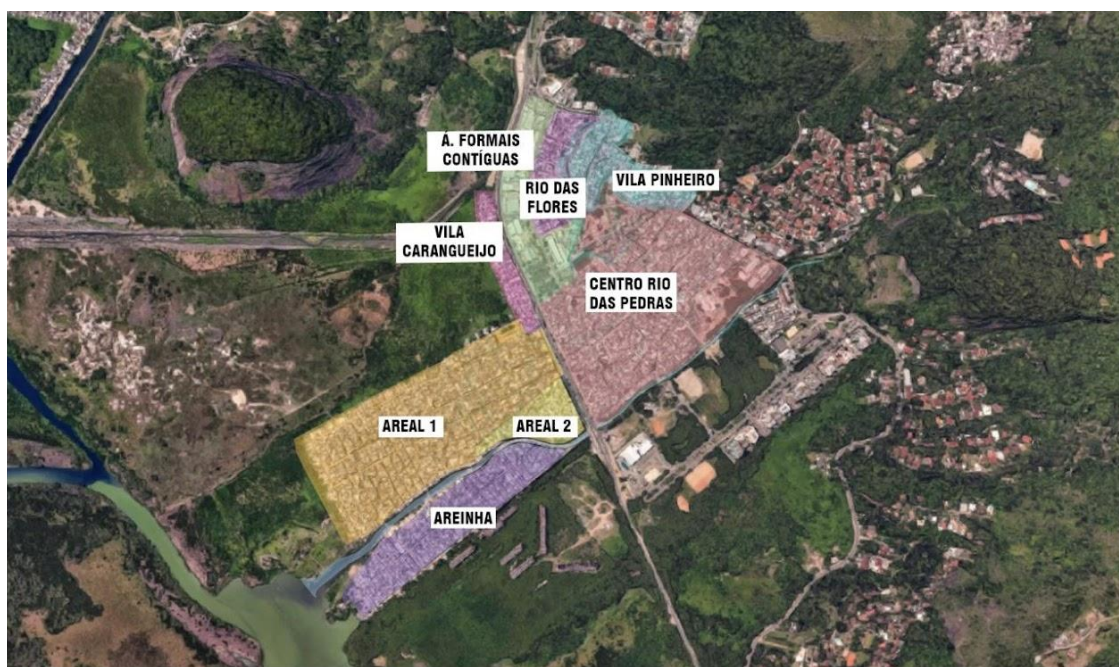 Á. FORMAIS
CONTÍGUAS
RIO DAS
FLORES
VILA PINHEIRO
VILA
CARANGUEIJO
CENTRO RIO
DAS PEDRAS
AREAL 1
AREAL 2
AREINHA